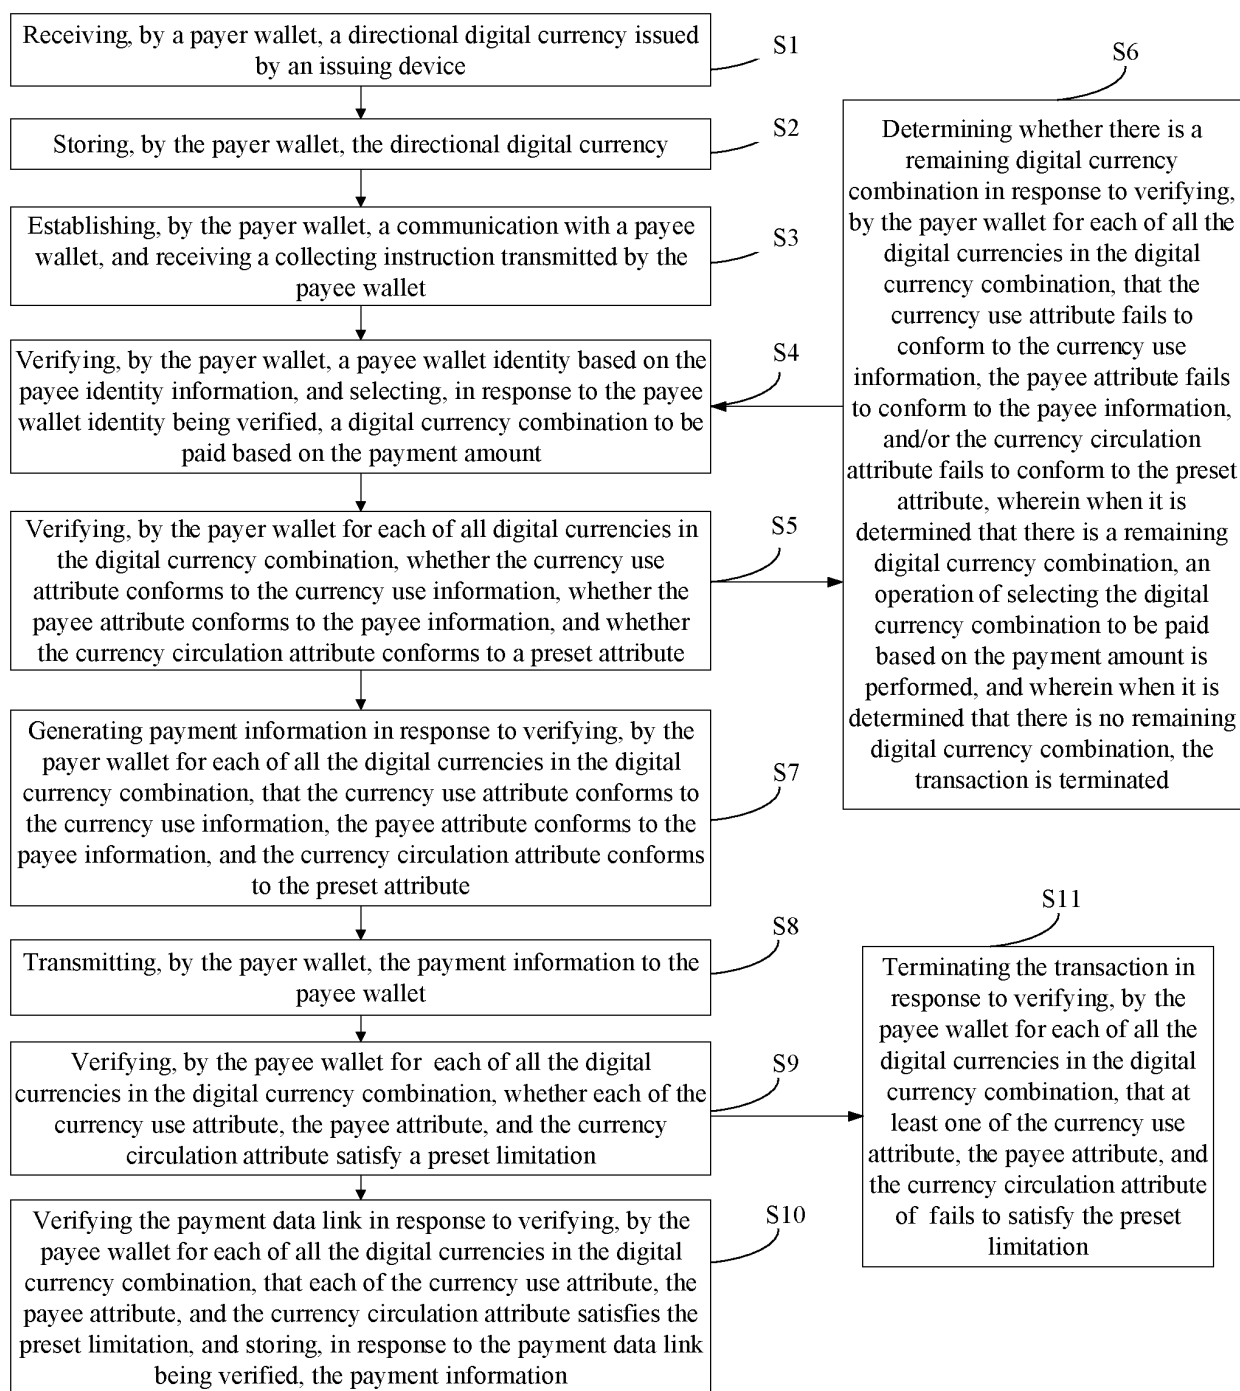 Receiving, by a payer wallet, a directional digital currency issued
by an issuing device
S1
Storing, by the payer wallet, the directional digital currency
S2
Establishing, by the payer wallet, a communication with a payee
wallet, and receiving a collecting instruction transmitted by the
payee wallet
S3
Verifying, by the payer wallet, a payee wallet identity based on the
payee identity information, and selecting, in response to the payee
wallet identity being verified, a digital currency combination to be
paid based on the payment amount
S4
Verifying, by the payer wallet for each of all digital currencies in
the digital currency combination, whether the currency use
attribute conforms to the currency use information, whether the
payee attribute conforms to the payee information, and whether
the currency circulation attribute conforms to a preset attribute
S5
S6
Determining whether there is a
remaining digital currency
combination in response to verifying,
by the payer wallet for each of all the
digital currencies in the digital
currency combination, that the
currency use attribute fails to
conform to the currency use
information, the payee attribute fails
to conform to the payee information,
and/or the currency circulation
attribute fails to conform to the preset
attribute, wherein when it is
determined that there is a remaining
digital currency combination, an
operation of selecting the digital
currency combination to be paid
based on the payment amount is
performed, and wherein when it is
determined that there is no remaining
digital currency combination, the
transaction is terminated
Generating payment information in response to verifying, by the
payer wallet for each of all the digital currencies in the digital
currency combination, that the currency use attribute conforms to
the currency use information, the payee attribute conforms to the
payee information, and the currency circulation attribute conforms
to the preset attribute
S7
Transmitting, by the payer wallet, the payment information to the
payee wallet
S8
Verifying, by the payee wallet for each of all the digital
currencies in the digital currency combination, whether each of the
currency use attribute, the payee attribute, and the currency
circulation attribute satisfy a preset limitation
S9
Verifying the payment data link in response to verifying, by the
payee wallet for each of all the digital currencies in the digital
currency combination, that each of the currency use attribute, the
payee attribute, and the currency circulation attribute satisfies the
preset limitation, and storing, in response to the payment data link
being verified, the payment information
S10
S11
Terminating the transaction in
response to verifying, by the
payee wallet for each of all the
digital currencies in the digital
currency combination, that at
least one of the currency use
attribute, the payee attribute, and
the currency circulation attribute
of fails to satisfy the preset
limitation